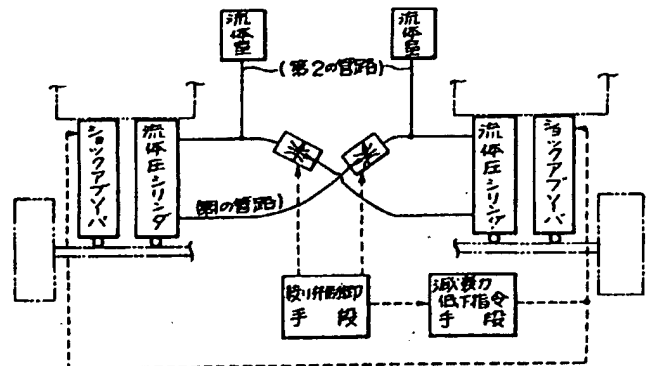 流体室
流体室
(第2の管路)
ショックアブソーバ
流体圧シリンダ
流体圧シリンダ
ショックアブソーバ
(第1の管路)
絞り弁制御
手段
減衰力
低下指令
手段